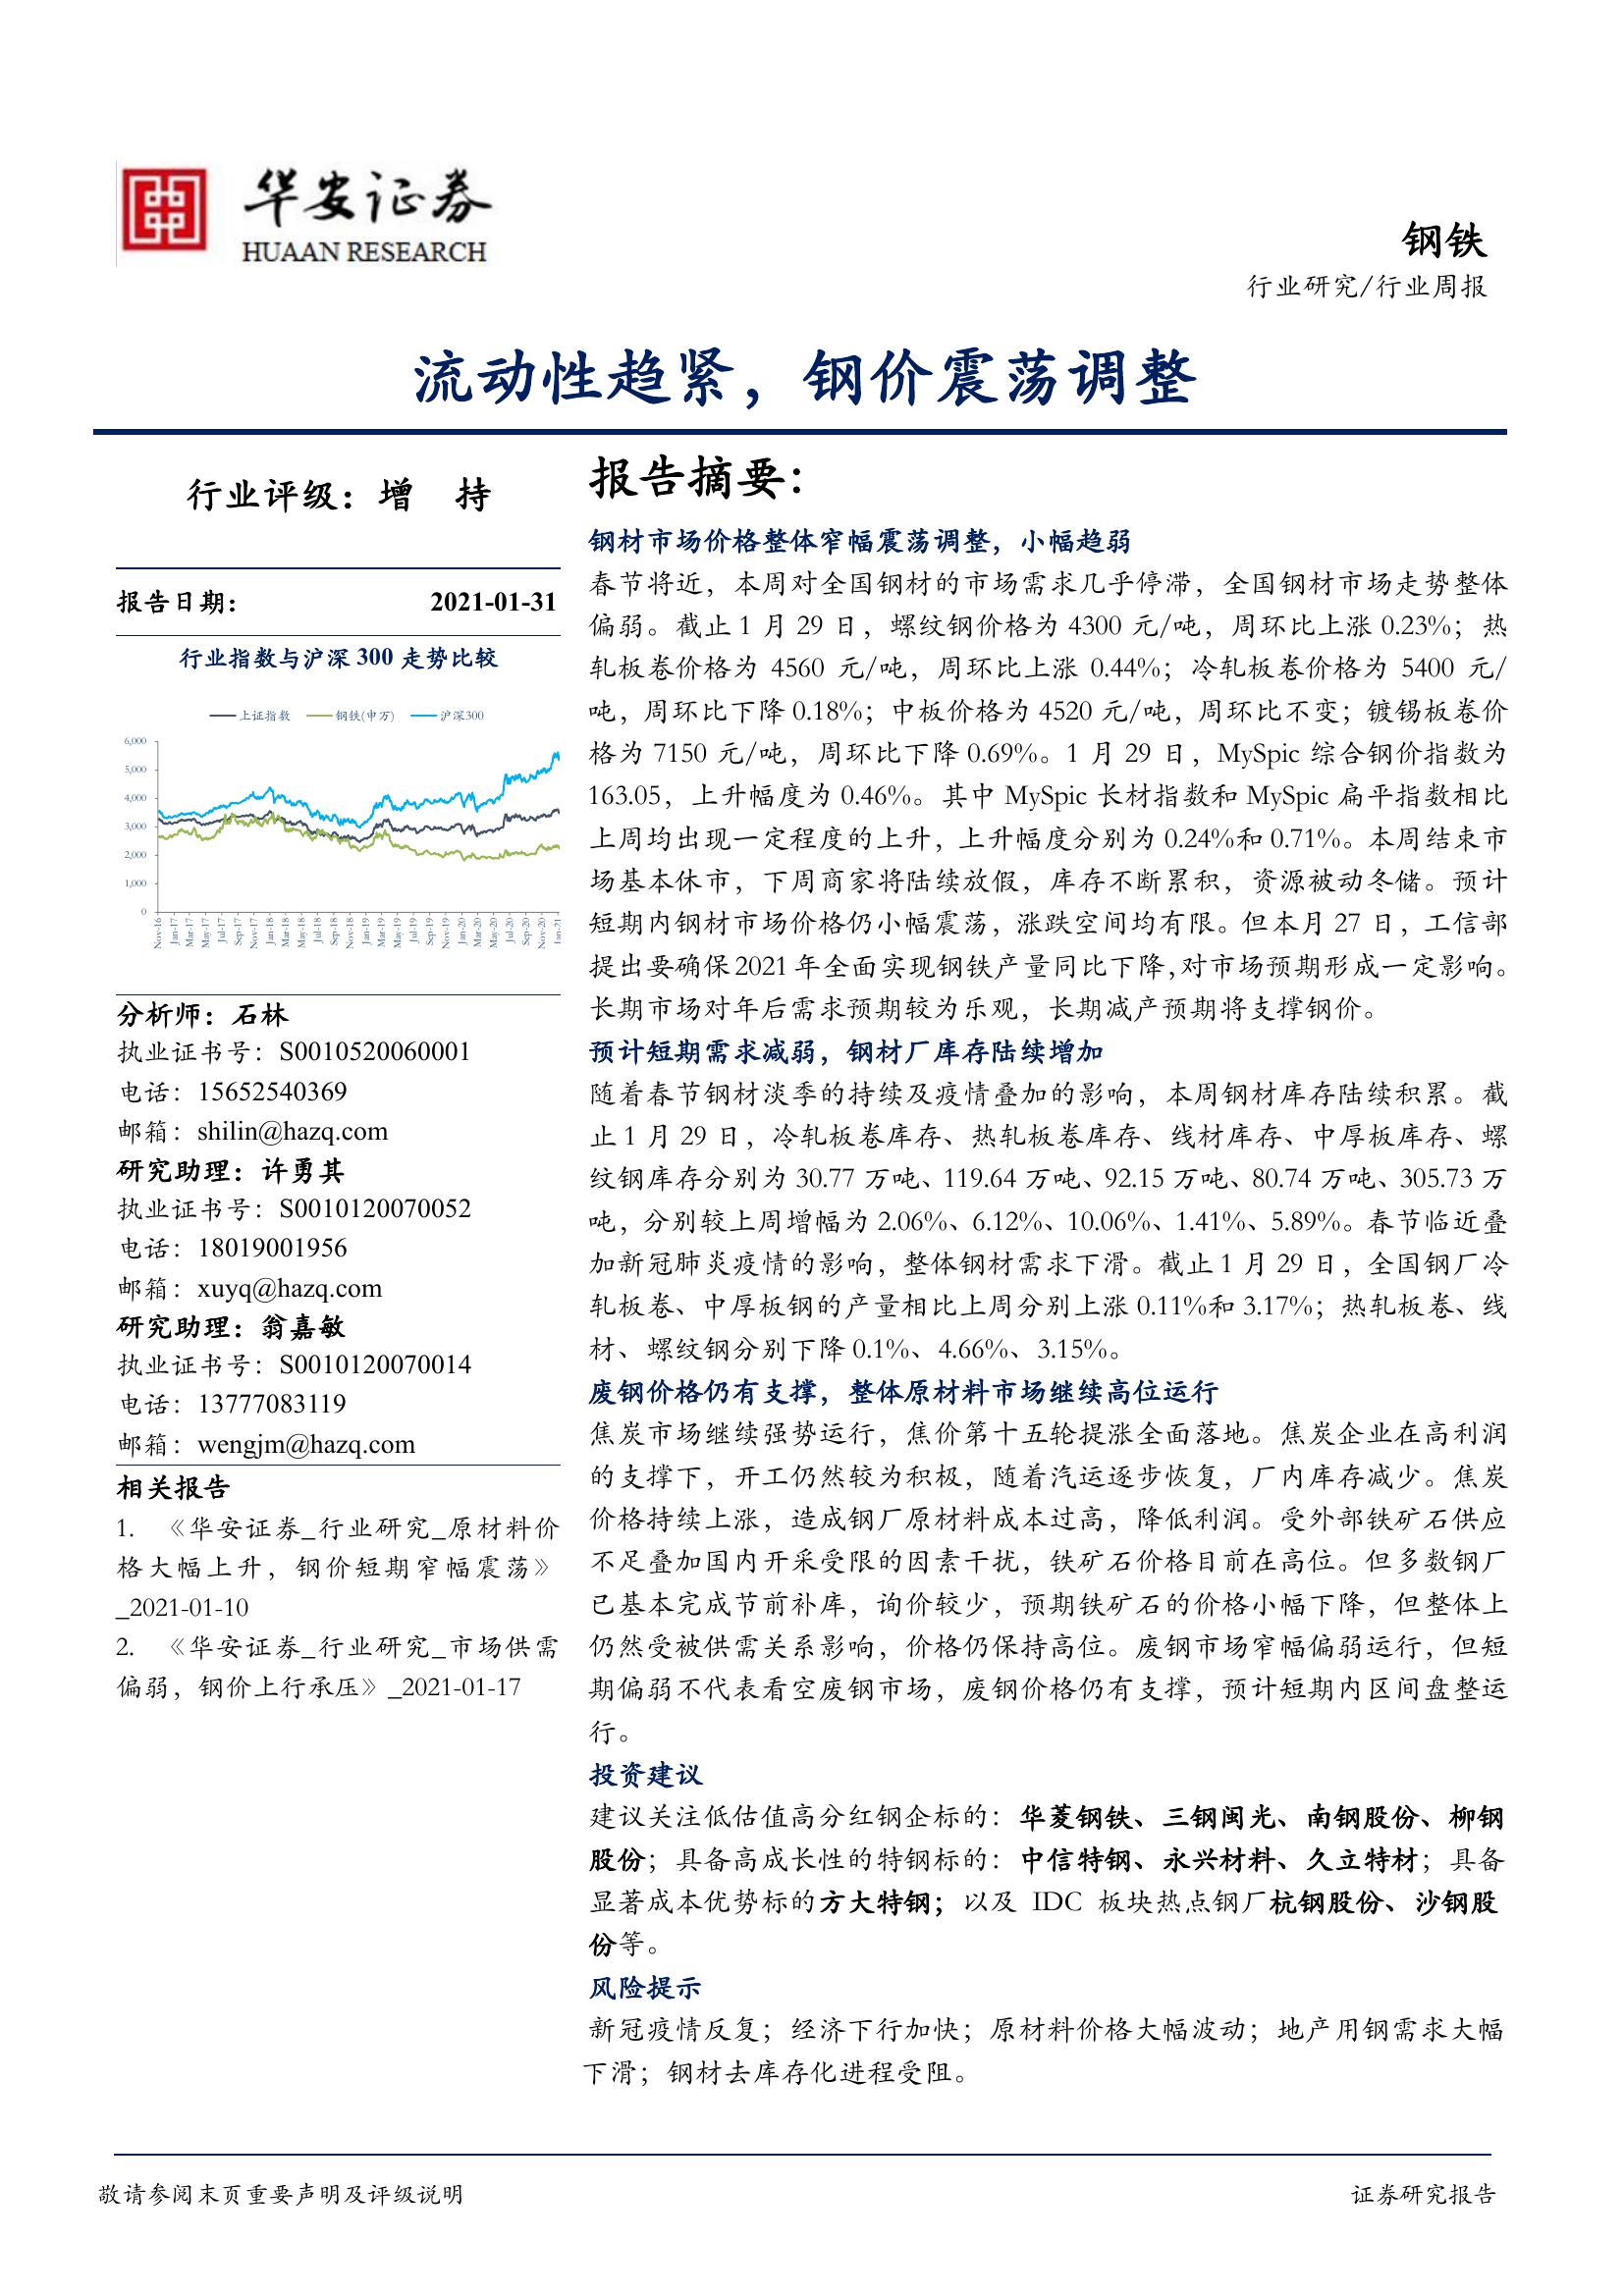 华安证券
HUAAN RESEARCH
钢铁
行业研究/行业周报
流动性趋紧，钢价震荡调整
行业评级：增 持
报告日期： 2021-01-31
行业指数与沪深 300 走势比较
上证指数 钢铁(申万) 沪深300
6,000
5,000
4,000
3,000
2,000
1,000
0
Nov-16 Jan-17 Mar-17 May-17 Jul-17 Sep-17 Nov-17 Jan-18 Mar-18 May-18 Jul-18 Sep-18 Nov-18 Jan-19 Mar-19 May-19 Jul-19 Sep-19 Nov-19 Jan-20 Mar-20 May-20 Jul-20 Sep-20 Nov-20 Jan-21
分析师：石林
执业证书号：S0010520060001
电话：15652540369
邮箱：shilin@hazq.com
研究助理：许勇其
执业证书号：S0010120070052
电话：18019001956
邮箱：xuyq@hazq.com
研究助理：翁嘉敏
执业证书号：S0010120070014
电话：13777083119
邮箱：wengjm@hazq.com
相关报告
1. 《华安证券_行业研究_原材料价
格大幅上升，钢价短期窄幅震荡》
_2021-01-10
2. 《华安证券_行业研究_市场供需
偏弱，钢价上行承压》_2021-01-17
报告摘要：
钢材市场价格整体窄幅震荡调整，小幅趋弱
春节将近，本周对全国钢材的市场需求几乎停滞，全国钢材市场走势整体
偏弱。截止 1 月 29 日，螺纹钢价格为 4300 元/吨，周环比上涨 0.23%；热
轧板卷价格为 4560 元/吨，周环比上涨 0.44%；冷轧板卷价格为 5400 元/
吨，周环比下降 0.18%；中板价格为 4520 元/吨，周环比不变；镀锡板卷价
格为 7150 元/吨，周环比下降 0.69%。1 月 29 日，MySpic 综合钢价指数为
163.05，上升幅度为 0.46%。其中 MySpic 长材指数和 MySpic 扁平指数相比
上周均出现一定程度的上升，上升幅度分别为 0.24%和 0.71%。本周结束市
场基本休市，下周商家将陆续放假，库存不断累积，资源被动冬储。预计
短期内钢材市场价格仍小幅震荡，涨跌空间均有限。但本月 27 日，工信部
提出要确保 2021 年全面实现钢铁产量同比下降，对市场预期形成一定影响。
长期市场对年后需求预期较为乐观，长期减产预期将支撑钢价。
预计短期需求减弱，钢材厂库存陆续增加
随着春节钢材淡季的持续及疫情叠加的影响，本周钢材库存陆续积累。截
止 1 月 29 日，冷轧板卷库存、热轧板卷库存、线材库存、中厚板库存、螺
纹钢库存分别为 30.77 万吨、119.64 万吨、92.15 万吨、80.74 万吨、305.73 万
吨，分别较上周增幅为 2.06%、6.12%、10.06%、1.41%、5.89%。春节临近叠
加新冠肺炎疫情的影响，整体钢材需求下滑。截止 1 月 29 日，全国钢厂冷
轧板卷、中厚板钢的产量相比上周分别上涨 0.11%和 3.17%；热轧板卷、线
材、螺纹钢分别下降 0.1%、4.66%、3.15%。
废钢价格仍有支撑，整体原材料市场继续高位运行
焦炭市场继续强势运行，焦价第十五轮提涨全面落地。焦炭企业在高利润
的支撑下，开工仍然较为积极，随着汽运逐步恢复，厂内库存减少。焦炭
价格持续上涨，造成钢厂原材料成本过高，降低利润。受外部铁矿石供应
不足叠加国内开采受限的因素干扰，铁矿石价格目前在高位。但多数钢厂
已基本完成节前补库，询价较少，预期铁矿石的价格小幅下降，但整体上
仍然受被供需关系影响，价格仍保持高位。废钢市场窄幅偏弱运行，但短
期偏弱不代表看空废钢市场，废钢价格仍有支撑，预计短期内区间盘整运
行。
投资建议
建议关注低估值高分红钢企标的：华菱钢铁、三钢闽光、南钢股份、柳钢
股份；具备高成长性的特钢标的：中信特钢、永兴材料、久立特材；具备
显著成本优势标的方大特钢；以及 IDC 板块热点钢厂杭钢股份、沙钢股
份等。
风险提示
新冠疫情反复；经济下行加快；原材料价格大幅波动；地产用钢需求大幅
下滑；钢材去库存化进程受阻。
敬请参阅末页重要声明及评级说明 证券研究报告